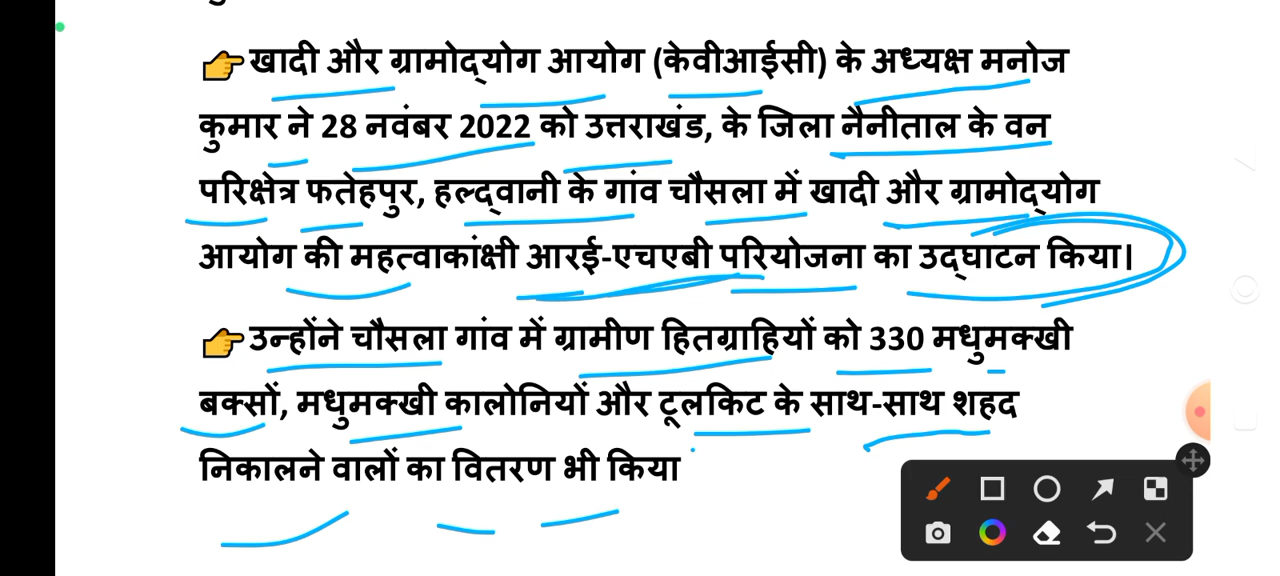 👉खादी और ग्रामोद्योग आयोग (केवीआईसी) के अध्यक्ष मनोज
कुमार ने 28 नवंबर 2022 को उत्तराखंड, के जिला नैनीताल के वन
परिक्षेत्र फतेहपुर, हल्द्वानी के गांव चौसला में खादी और ग्रामोद्योग
आयोग की महत्वाकांक्षी आरई-एचएबी परियोजना का उद्घाटन किया।
👉उन्होंने चौसला गांव में ग्रामीण हितग्राहियों को 330 मधुमक्खी
बक्सों, मधुमक्खी कालोनियों और टूलकिट के साथ-साथ शहद
निकालने वालों का वितरण भी किया